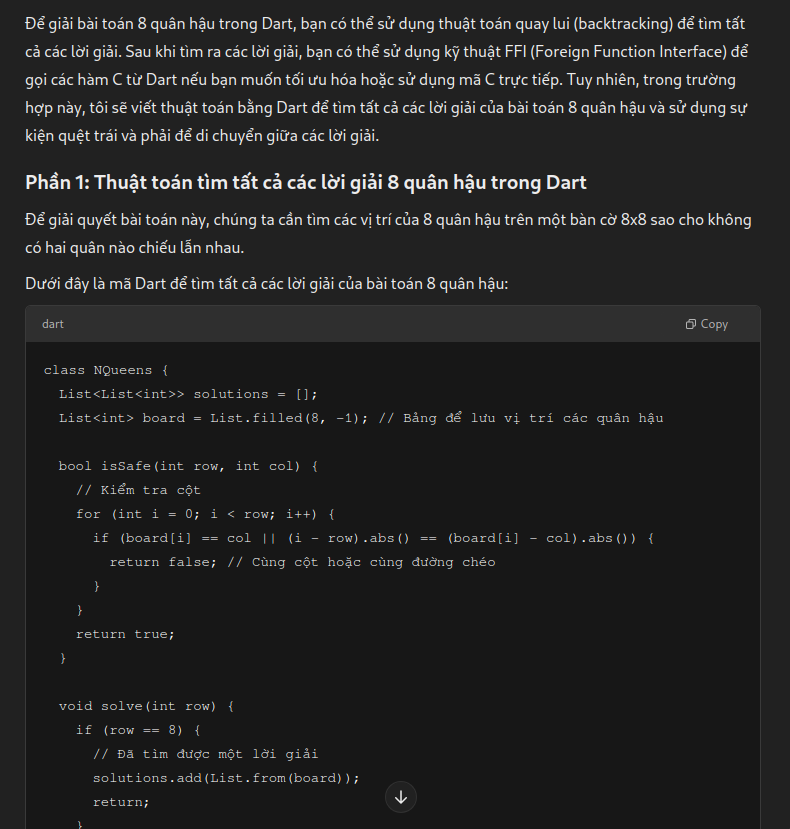 Để giải bài toán 8 quân hậu trong Dart, bạn có thể sử dụng thuật toán quay lui (backtracking) để tìm tất
cả các lời giải. Sau khi tìm ra các lời giải, bạn có thể sử dụng kỹ thuật FFI (Foreign Function Interface) để
gọi các hàm C từ Dart nếu bạn muốn tối ưu hóa hoặc sử dụng mã C trực tiếp. Tuy nhiên, trong trường
hợp này, tôi sẽ viết thuật toán bằng Dart để tìm tất cả các lời giải của bài toán 8 quân hậu và sử dụng sự
kiện quệt trái và phải để di chuyển giữa các lời giải.
Phần 1: Thuật toán tìm tất cả các lời giải 8 quân hậu trong Dart
Để giải quyết bài toán này, chúng ta cần tìm các vị trí của 8 quân hậu trên một bàn cờ 8x8 sao cho không
có hai quân nào chiếu lẫn nhau.
Dưới đây là mã Dart để tìm tất cả các lời giải của bài toán 8 quân hậu:
dart Copy
class NQueens {
  List<List<int>> solutions = [];
  List<int> board = List.filled(8, -1); // Bảng để lưu vị trí các quân hậu
  bool isSafe(int row, int col) {
    // Kiểm tra cột
    for (int i = 0; i < row; i++) {
      if (board[i] == col || (i - row).abs() == (board[i] - col).abs()) {
        return false; // Cùng cột hoặc cùng đường chéo
      }
    }
    return true;
  }
  void solve(int row) {
    if (row == 8) {
      // Đã tìm được một lời giải
      solutions.add(List.from(board));
      return;
    }